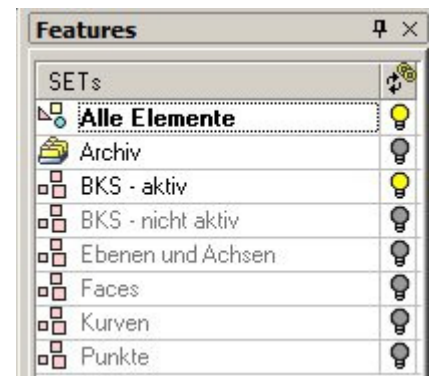 Features
SETs
Alle Elemente
Archiv
BKS - aktiv
BKS - nicht aktiv
Ebenen und Achsen
Faces
Kurven
Punkte